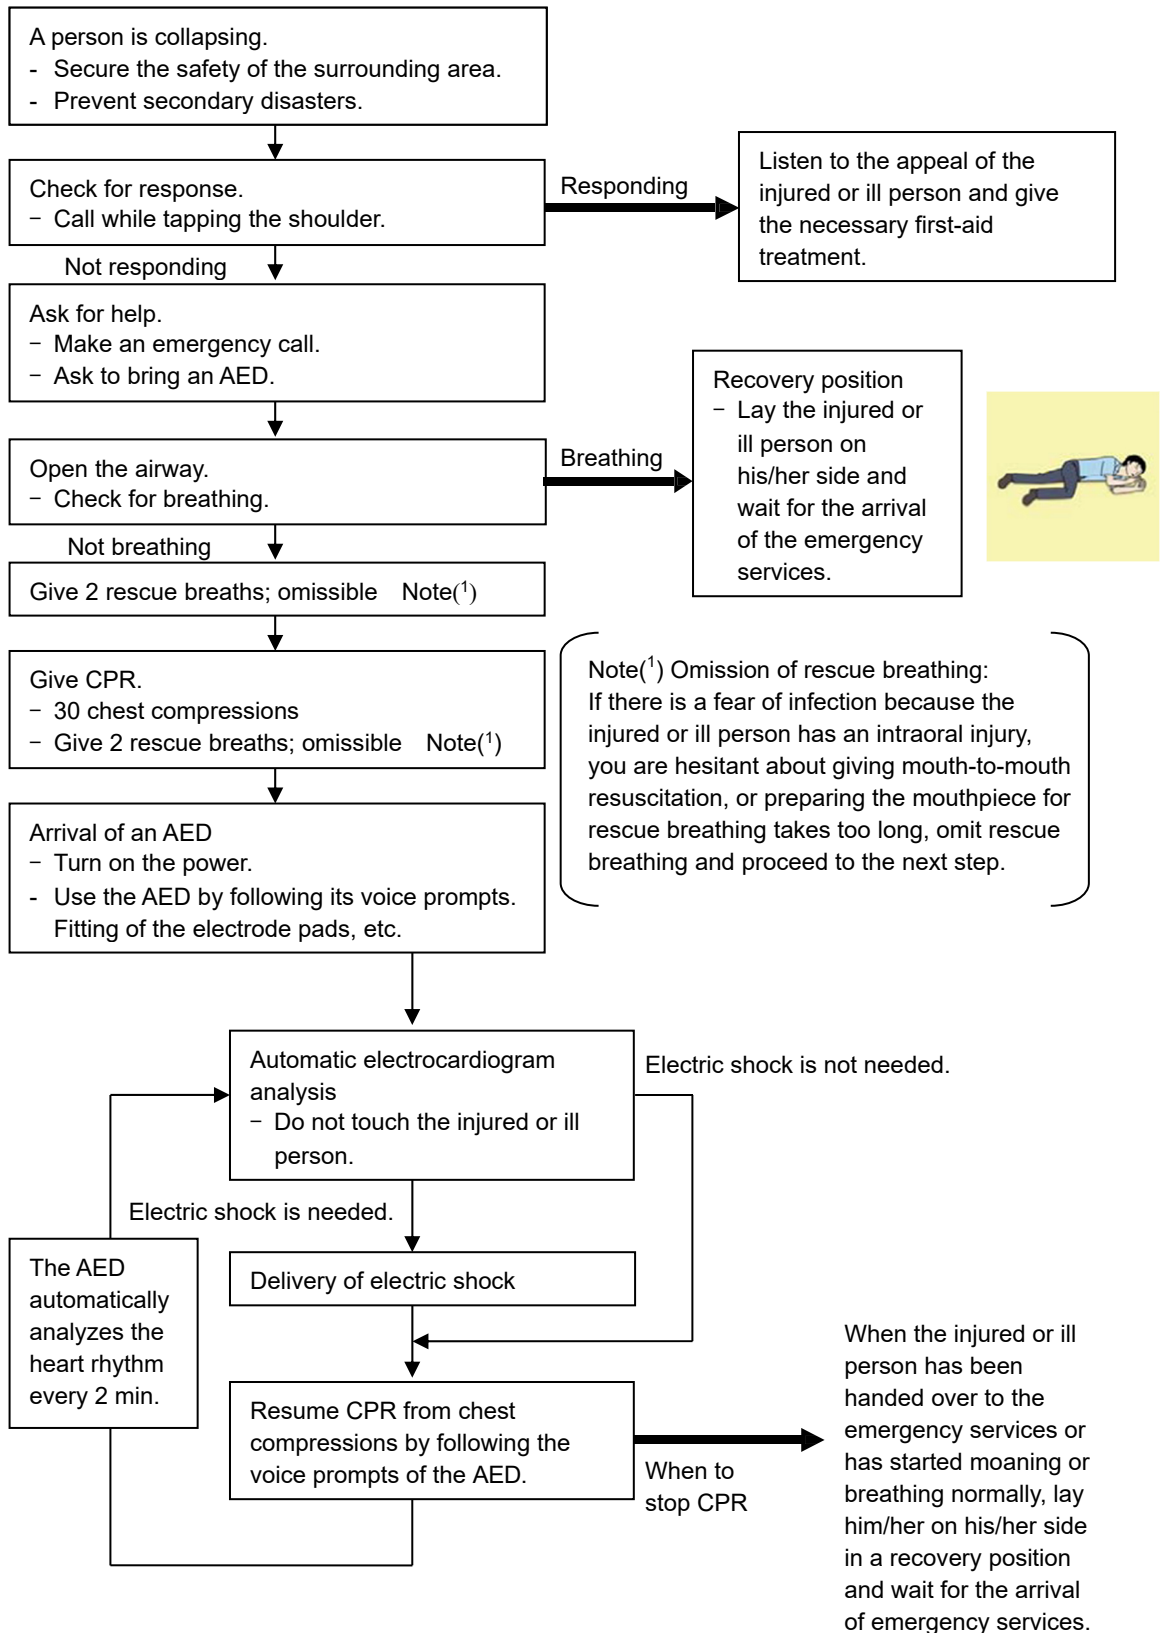 A person is collapsing.
- Secure the safety of the surrounding area.
- Prevent secondary disasters.
Check for response.
− Call while tapping the shoulder.
Responding
Listen to the appeal of the
injured or ill person and give
the necessary first-aid
treatment.
Not responding
Ask for help.
− Make an emergency call.
− Ask to bring an AED.
Open the airway.
− Check for breathing.
Breathing
Recovery position
− Lay the injured or
ill person on
his/her side and
wait for the arrival
of the emergency
services.
Not breathing
Give 2 rescue breaths; omissible Note(¹)
Give CPR.
− 30 chest compressions
− Give 2 rescue breaths; omissible Note(¹)
Note(¹) Omission of rescue breathing:
If there is a fear of infection because the
injured or ill person has an intraoral injury,
you are hesitant about giving mouth-to-mouth
resuscitation, or preparing the mouthpiece for
rescue breathing takes too long, omit rescue
breathing and proceed to the next step.
Arrival of an AED
− Turn on the power.
- Use the AED by following its voice prompts.
Fitting of the electrode pads, etc.
Automatic electrocardiogram
analysis
− Do not touch the injured or ill
person.
Electric shock is not needed.
Electric shock is needed.
The AED
automatically
analyzes the
heart rhythm
every 2 min.
Delivery of electric shock
Resume CPR from chest
compressions by following the
voice prompts of the AED.
When to
stop CPR
When the injured or ill
person has been
handed over to the
emergency services or
has started moaning or
breathing normally, lay
him/her on his/her side
in a recovery position
and wait for the arrival
of emergency services.